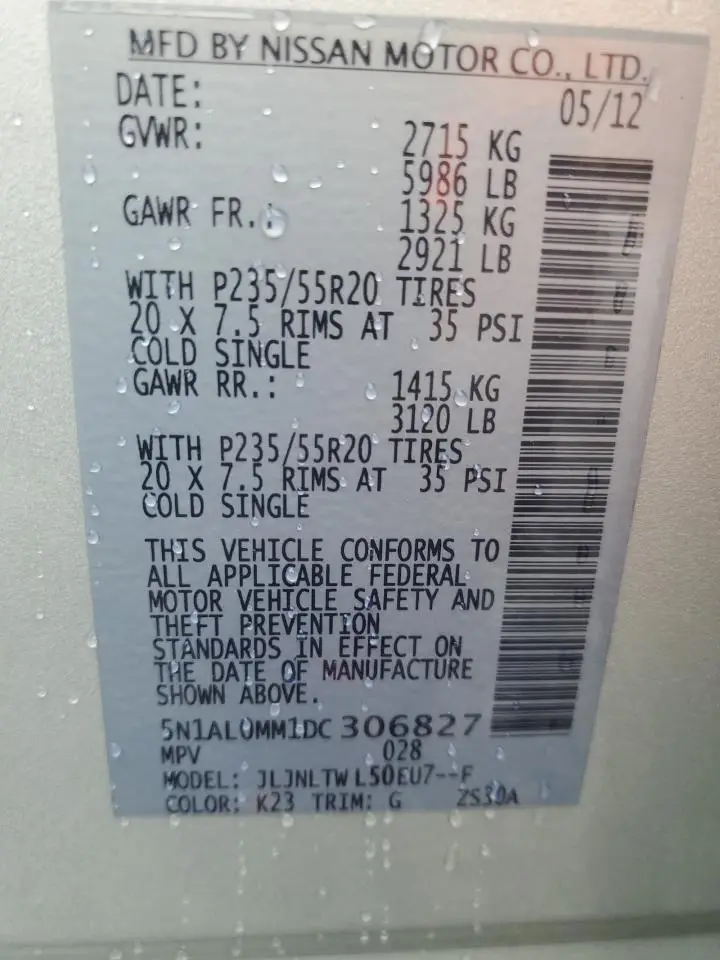 MFD BY NISSAN MOTOR CO., LTD.
DATE: 05/12
GVWR: 2715 KG
5986 LB
GAWR FR.: 1325 KG
2921 LB
WITH P235/55R20 TIRES
20 X 7.5 RIMS AT 35 PSI
COLD SINGLE
GAWR RR.: 1415 KG
3120 LB
WITH P235/55R20 TIRES
20 X 7.5 RIMS AT 35 PSI
COLD SINGLE
THIS VEHICLE CONFORMS TO
ALL APPLICABLE FEDERAL
MOTOR VEHICLE SAFETY AND
THEFT PREVENTION
STANDARDS IN EFFECT ON
THE DATE OF MANUFACTURE
SHOWN ABOVE.
5N1AL0MM1DC 306827
MPV 028
MODEL: JLJNLTWL50EU7--F
COLOR: K23 TRIM: G ZS30A